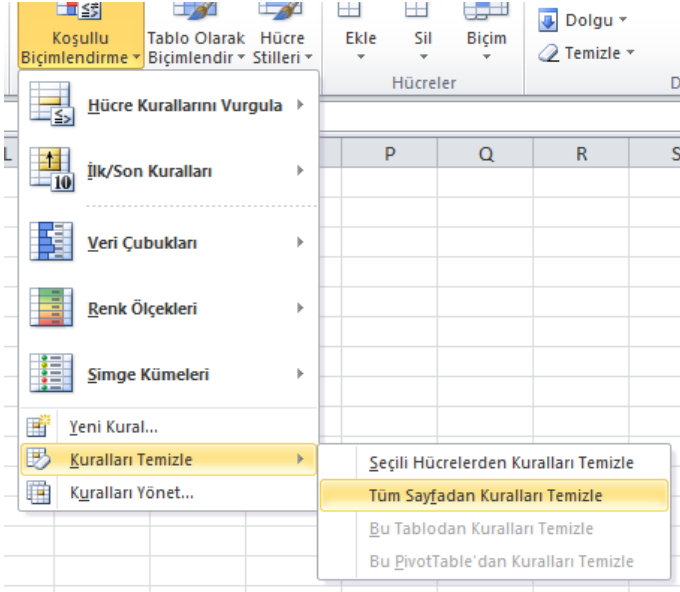 Koşullu Biçimlendirme
Tablo Olarak Biçimlendir
Hücre Stilleri
Ekle
Sil
Biçim
Dolgu
Temizle
Hücreler
D
L
P
Q
R
S
Hücre Kurallarını Vurgula
İlk/Son Kuralları
10
Veri Çubukları
Renk Ölçekleri
Simge Kümeleri
Yeni Kural...
Kuralları Temizle
Kuralları Yönet...
Seçili Hücrelerden Kuralları Temizle
Tüm Sayfadan Kuralları Temizle
Bu Tablodan Kuralları Temizle
Bu PivotTable'dan Kuralları Temizle